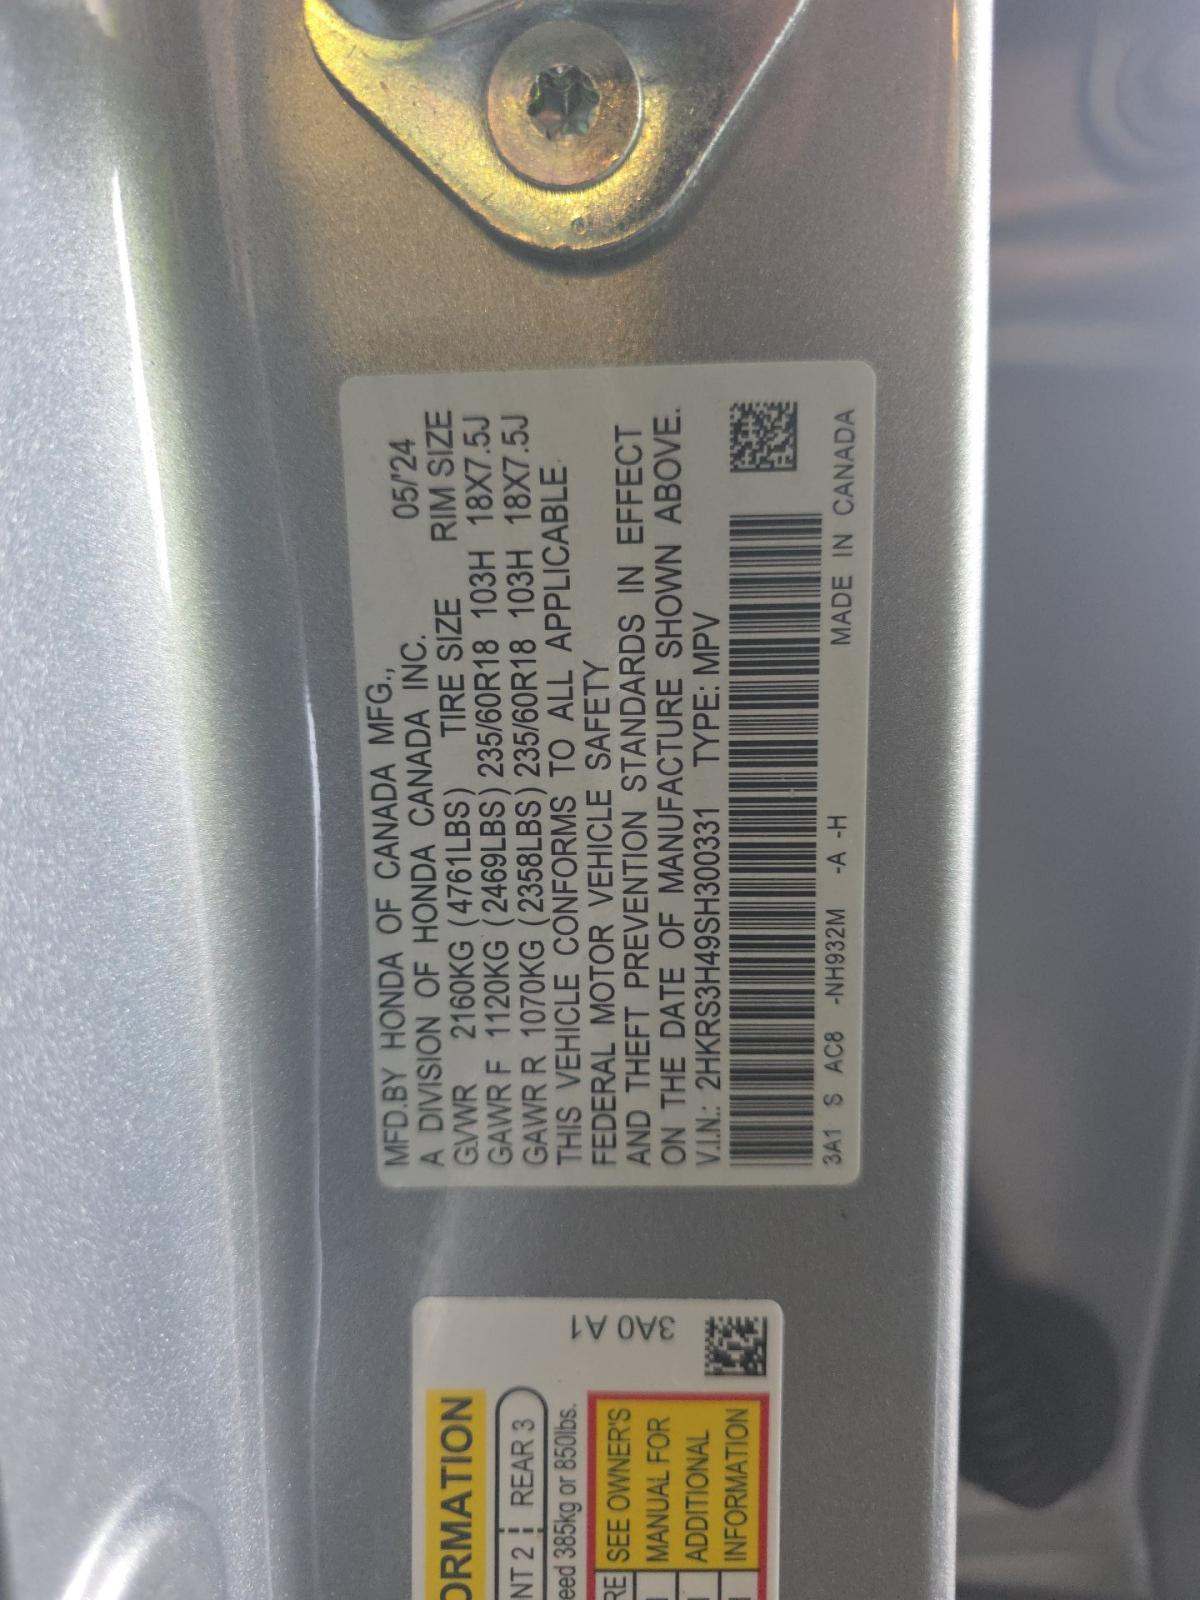 MFD.BY HONDA OF CANADA MFG.,
A DIVISION OF HONDA CANADA INC. 05/'24
GVWR 2160KG (4761LBS) TIRE SIZE RIM SIZE
GAWR F 1120KG (2469LBS) 235/60R18 103H 18X7.5J
GAWR R 1070KG (2358LBS) 235/60R18 103H 18X7.5J
THIS VEHICLE CONFORMS TO ALL APPLICABLE
FEDERAL MOTOR VEHICLE SAFETY
AND THEFT PREVENTION STANDARDS IN EFFECT
ON THE DATE OF MANUFACTURE SHOWN ABOVE.
V.I.N.: 2HKRS3H49SH300331 TYPE: MPV
3A1 S AC8 -NH932M -A -H MADE IN CANADA
3A0 A1
ORMATION
NT 2 REAR 3
eed 385kg or 850lbs.
RE SEE OWNER'S
MANUAL FOR
ADDITIONAL
INFORMATION